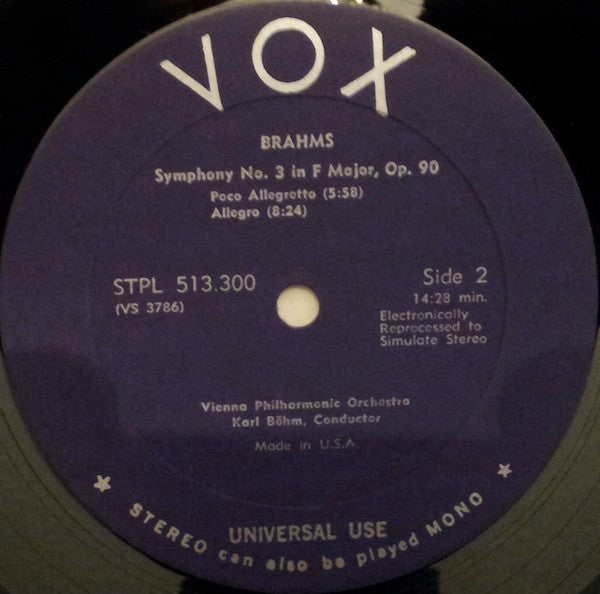 VOX
BRAHMS
Symphony No. 3 in F Major, Op. 90
Poco Allegretto (5:58)
Allegro (8:24)
STPL 513.300
(VS 3786)
Side 2
14:28 min.
Electronically
Reprocessed to
Simulate Stereo
Vienna Philharmonic Orchestra
Karl Böhm, Conductor
Made in U.S.A.
UNIVERSAL USE
★ STEREO can also be played MONO ★